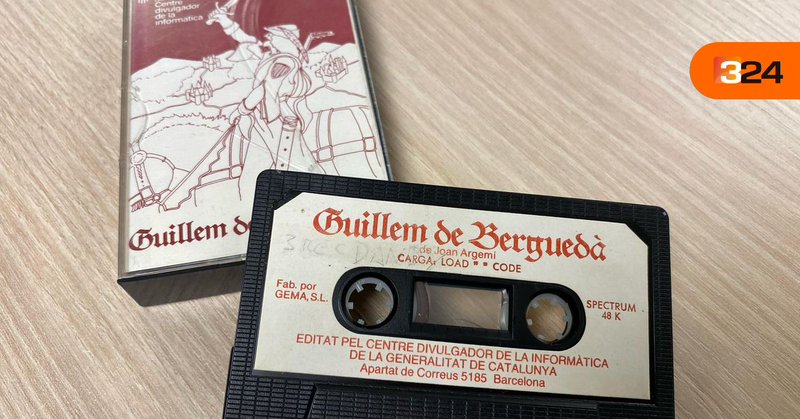 Centre
divulgador
de la
informàtica
324
Guillem de
Guillem de Berguedà
de Joan Argemí
CARGA: LOAD "" CODE
Fab. por
GEMA, S.L.
SPECTRUM
48 K
EDITAT PEL CENTRE DIVULGADOR DE LA INFORMÀTICA
DE LA GENERALITAT DE CATALUNYA
Apartat de Correus 5185 Barcelona